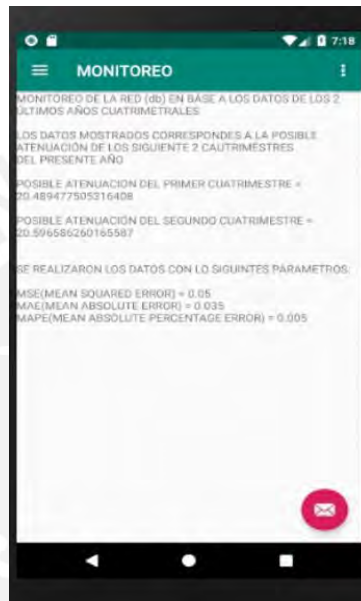 7:18
MONITOREO
MONITOREO DE LA RED (db) EN BASE A LOS DATOS DE LOS 2
ÚLTIMOS AÑOS CUATRIMETRALES
LOS DATOS MOSTRADOS CORRESPONDES A LA POSIBLE
ATENUACIÓN DE LOS SIGUIENTE 2 CAUTRIMESTRES
DEL PRESENTE AÑO
POSIBLE ATENUACIÓN DEL PRIMER CUATRIMESTRE =
20.489477505316408
POSIBLE ATENUACIÓN DEL SEGUNDO CUATRIMESTRE =
20.596586260165587
SE REALIZARON LOS DATOS CON LO SIGUINTES PARAMETROS:
MSE(MEAN SQUARED ERROR) = 0.05
MAE(MEAN ABSOLUTE ERROR) = 0.035
MAPE(MEAN ABSOLUTE PERCENTAGE ERROR) = 0.005